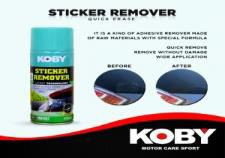 STICKER REMOVER
QUICK ERASE
IT IS A KIND OF ADHESIVE REMOVER MADE
OF RAW MATERIALS WITH SPECIAL FORMULA
QUICK REMOVE
REMOVE WITHOUT DAMAGE
WIDE APPLICATION
BEFORE
AFTER
KOBY
STICKER
REMOVER
KOBY
MOTOR CARE SPORT